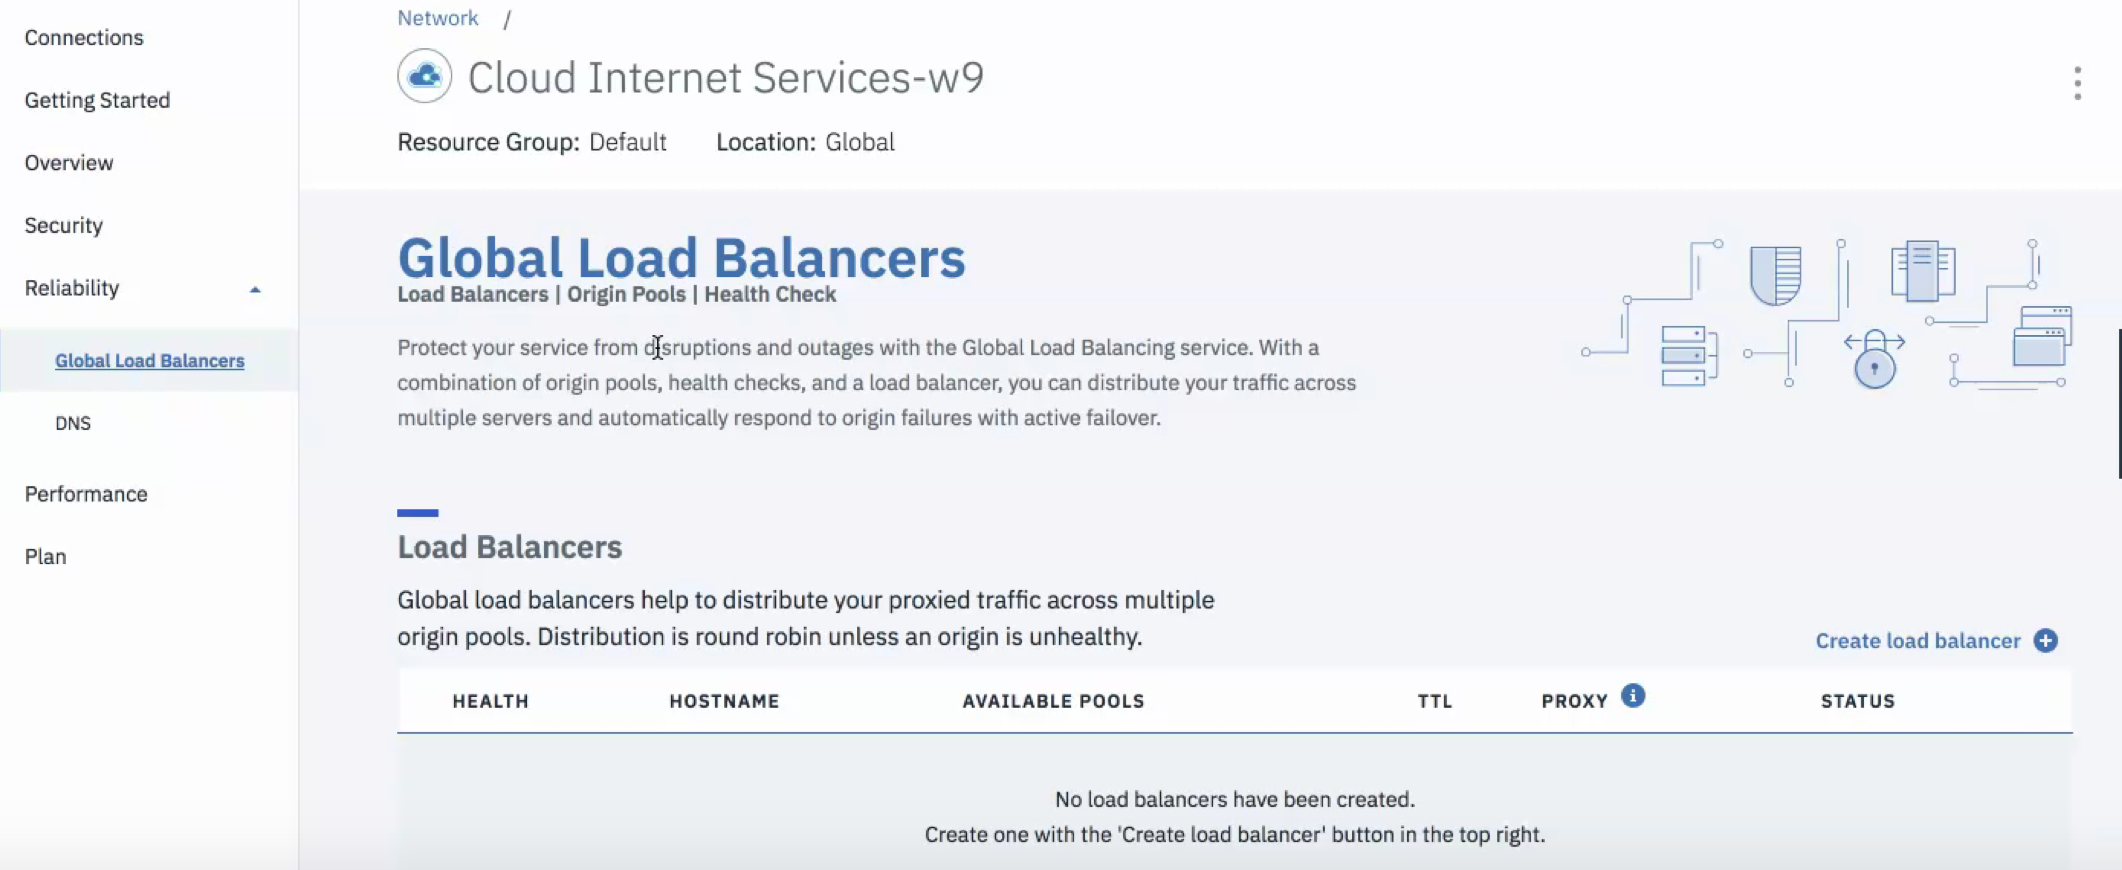 Connections
Getting Started
Overview
Security
Reliability
Global Load Balancers
DNS
Performance
Plan
Network /
Cloud Internet Services-w9
Resource Group: Default Location: Global
Global Load Balancers
Load Balancers | Origin Pools | Health Check
Protect your service from disruptions and outages with the Global Load Balancing service. With a
combination of origin pools, health checks, and a load balancer, you can distribute your traffic across
multiple servers and automatically respond to origin failures with active failover.
Load Balancers
Global load balancers help to distribute your proxied traffic across multiple
origin pools. Distribution is round robin unless an origin is unhealthy.
Create load balancer
HEALTH HOSTNAME AVAILABLE POOLS TTL PROXY STATUS
No load balancers have been created.
Create one with the 'Create load balancer' button in the top right.